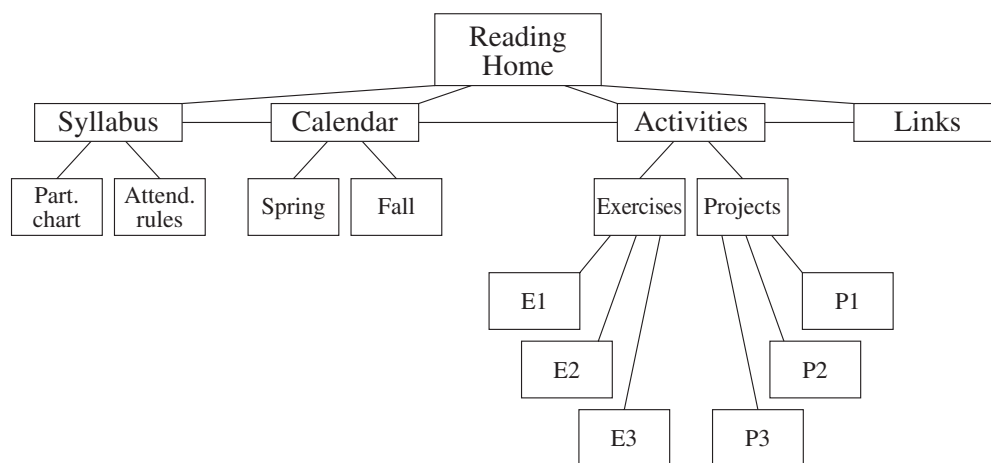 Reading
Home
Syllabus
Calendar
Activities
Links
Part.
chart
Attend.
rules
Spring
Fall
Exercises
Projects
E1
P1
E2
P2
E3
P3